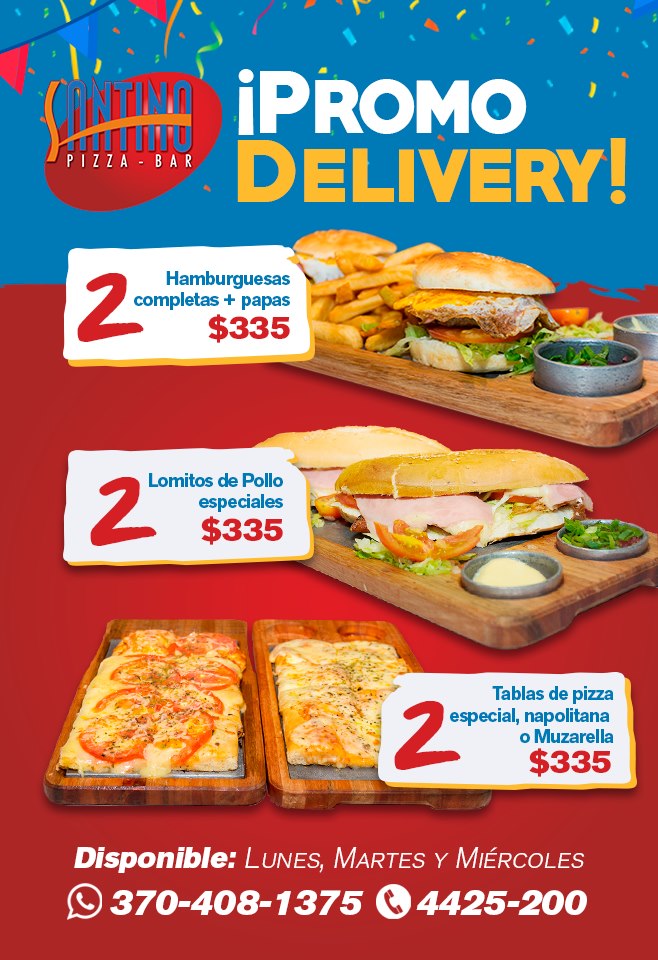 SANTINO
PIZZA - BAR
¡PROMO
DELIVERY!
2
Hamburguesas
completas + papas
$335
2
Lomitos de Pollo
especiales
$335
2
Tablas de pizza
especial, napolitana
o Muzarella
$335
Disponible: LUNES, MARTES Y MIÉRCOLES
370-408-1375 4425-200